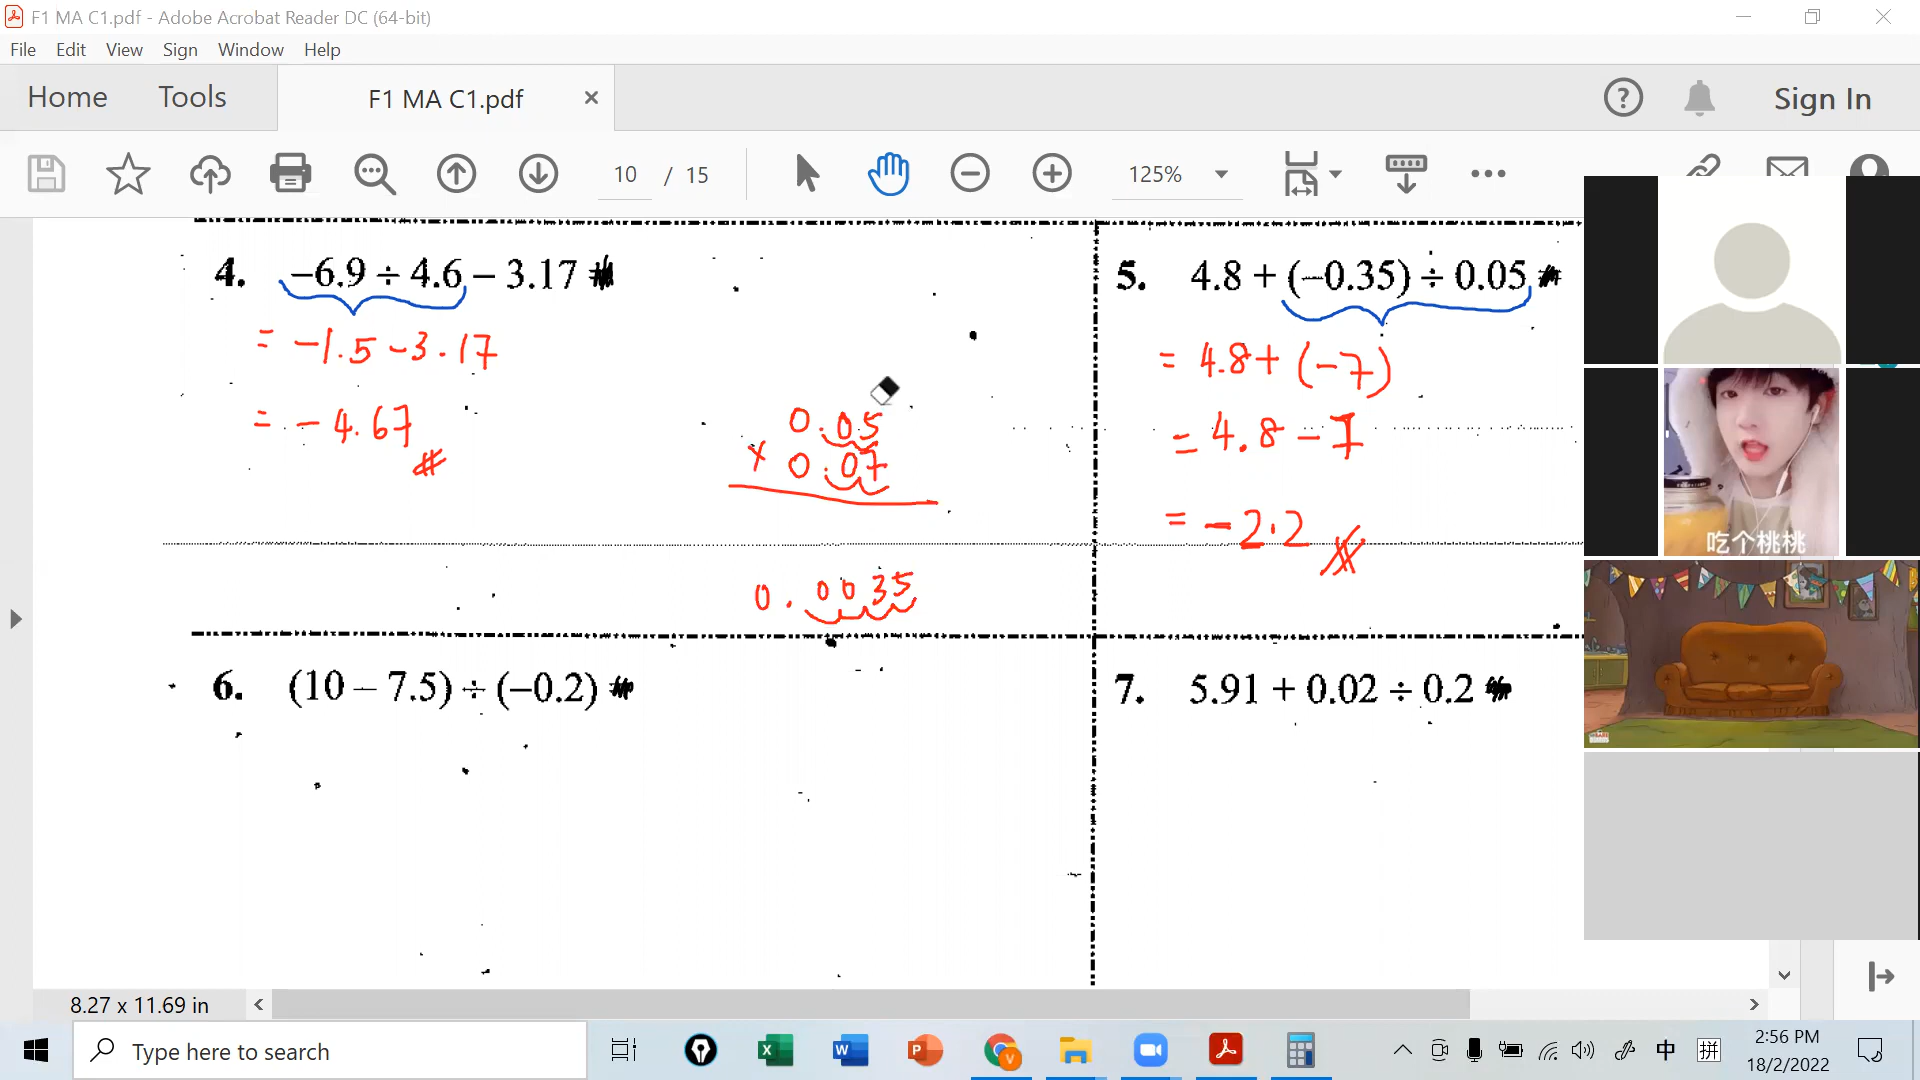 F1 MA C1.pdf - Adobe Acrobat Reader DC (64-bit)
File Edit View Sign Window Help
Home Tools F1 MA C1.pdf Sign In
10 / 15 125%
4. −6.9 ÷ 4.6 − 3.17
= −1.5 −3.17
= −4.67
0.05
× 0.07
0.0035
5. 4.8 + (−0.35) ÷ 0.05
= 4.8+ (−7)
= 4.8 − 7
= −2.2
6. (10 − 7.5) ÷ (−0.2)
7. 5.91 + 0.02 ÷ 0.2
吃个桃桃
8.27 x 11.69 in
Type here to search
中
拼
2:56 PM
18/2/2022